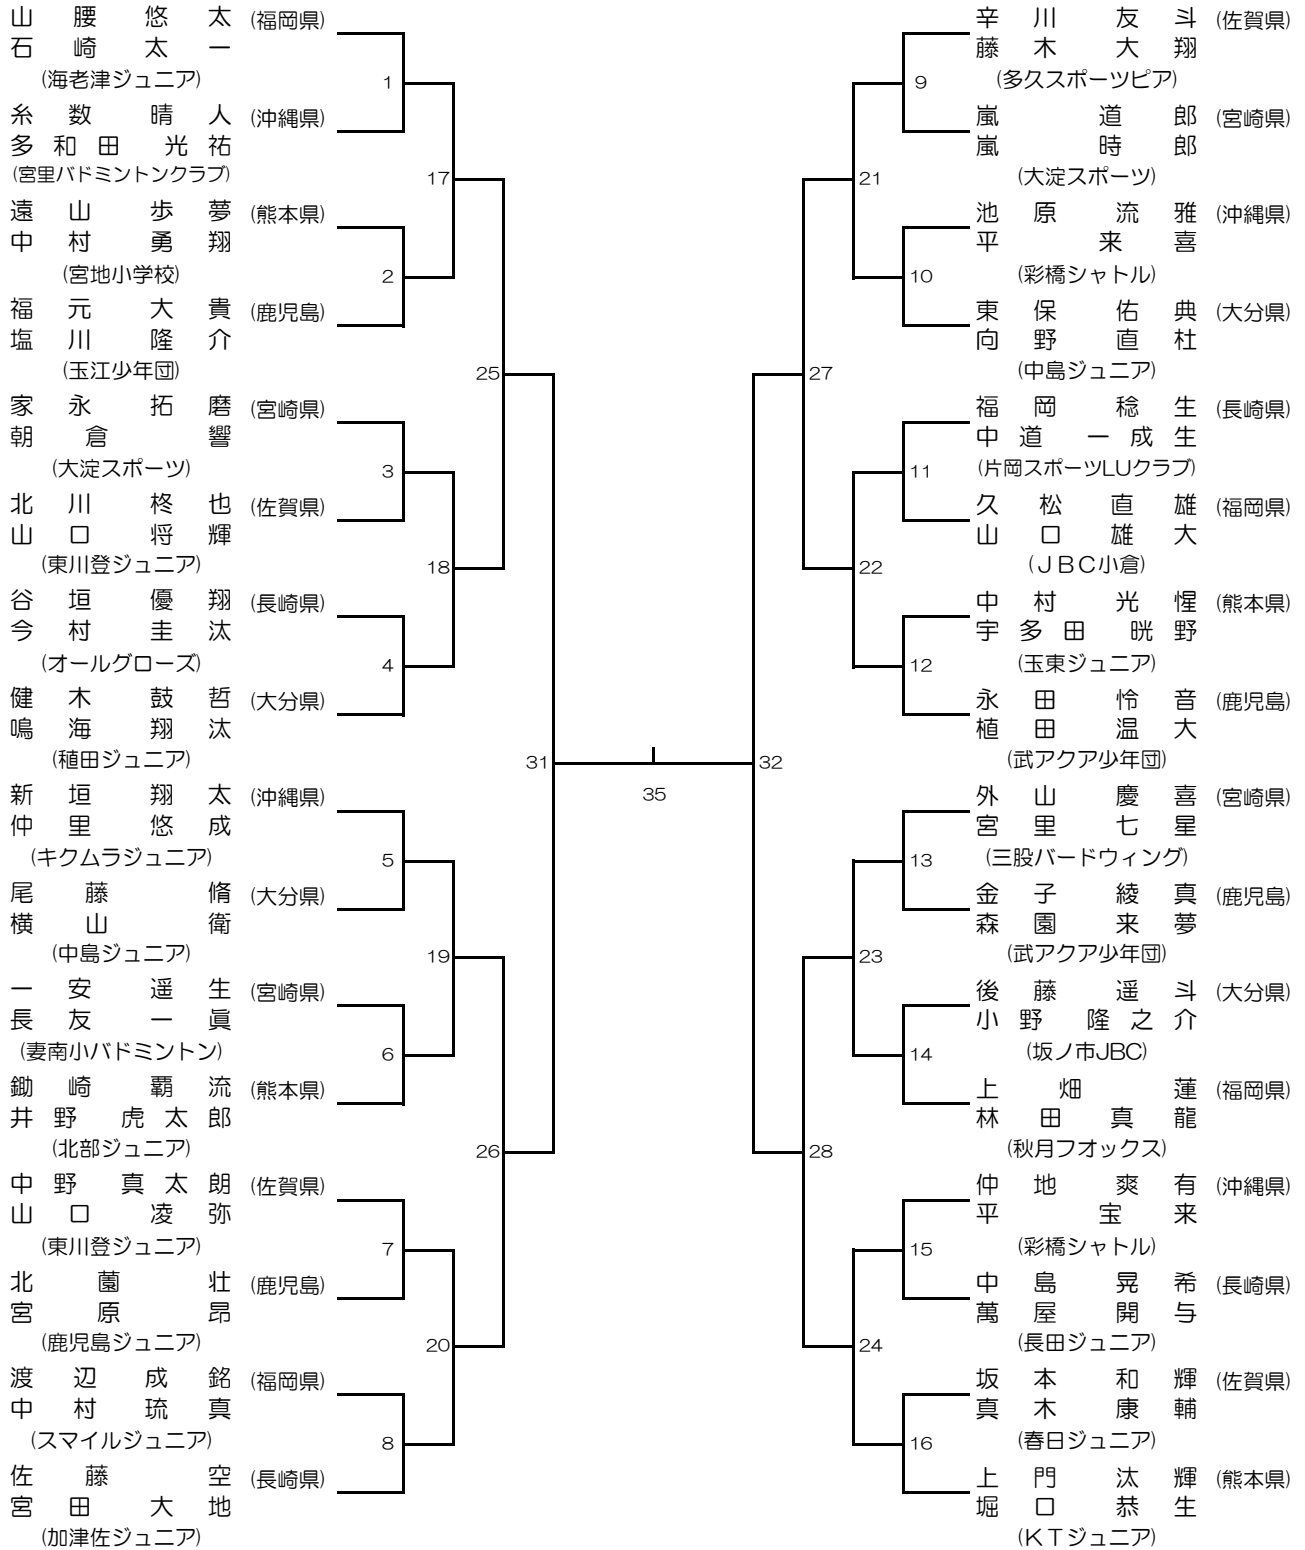 山腰悠太 (福岡県)
石崎太一
(海老津ジュニア)
糸数晴人 (沖縄県)
多和田光祐
(宮里バドミントンクラブ)
遠山歩夢 (熊本県)
中村勇翔
(宮地小学校)
福元大貴 (鹿児島)
塩川隆介
(玉江少年団)
家永拓磨 (宮崎県)
朝倉響
(大淀スポーツ)
北川柊也 (佐賀県)
山口将輝
(東川登ジュニア)
谷垣優翔 (長崎県)
今村圭汰
(オールグローズ)
健木鼓哲 (大分県)
鳴海翔汰
(稙田ジュニア)
新垣翔太 (沖縄県)
仲里悠成
(キクムラジュニア)
尾藤脩 (大分県)
横山衛
(中島ジュニア)
一安遥生 (宮崎県)
長友一眞
(妻南小バドミントン)
鋤崎覇流 (熊本県)
井野虎太郎
(北部ジュニア)
中野真太朗 (佐賀県)
山口凌弥
(東川登ジュニア)
北薗壮 (鹿児島)
宮原昂
(鹿児島ジュニア)
渡辺成銘 (福岡県)
中村琉真
(スマイルジュニア)
佐藤空 (長崎県)
宮田大地
(加津佐ジュニア)
1
2
3
4
5
6
7
8
17
18
19
20
25
26
31
35
32
27
28
21
22
23
24
9
10
11
12
13
14
15
16
辛川友斗 (佐賀県)
藤木大翔
(多久スポーツピア)
嵐道郎 (宮崎県)
嵐時郎
(大淀スポーツ)
池原流雅 (沖縄県)
平来喜
(彩橋シャトル)
東保佑典 (大分県)
向野直杜
(中島ジュニア)
福岡稔生 (長崎県)
中道一成生
(片岡スポーツLUクラブ)
久松直雄 (福岡県)
山口雄大
(ＪＢＣ小倉)
中村光惺 (熊本県)
宇多田晄野
(玉東ジュニア)
永田怜音 (鹿児島)
植田温大
(武アクア少年団)
外山慶喜 (宮崎県)
宮里七星
(三股バードウィング)
金子綾真 (鹿児島)
森園来夢
(武アクア少年団)
後藤遥斗 (大分県)
小野隆之介
(坂ノ市JBC)
上畑蓮 (福岡県)
林田真龍
(秋月フオックス)
仲地爽有 (沖縄県)
平宝来
(彩橋シャトル)
中島晃希 (長崎県)
萬屋開与
(長田ジュニア)
坂本和輝 (佐賀県)
真木康輔
(春日ジュニア)
上門汰輝 (熊本県)
堀口恭生
(ＫＴジュニア)